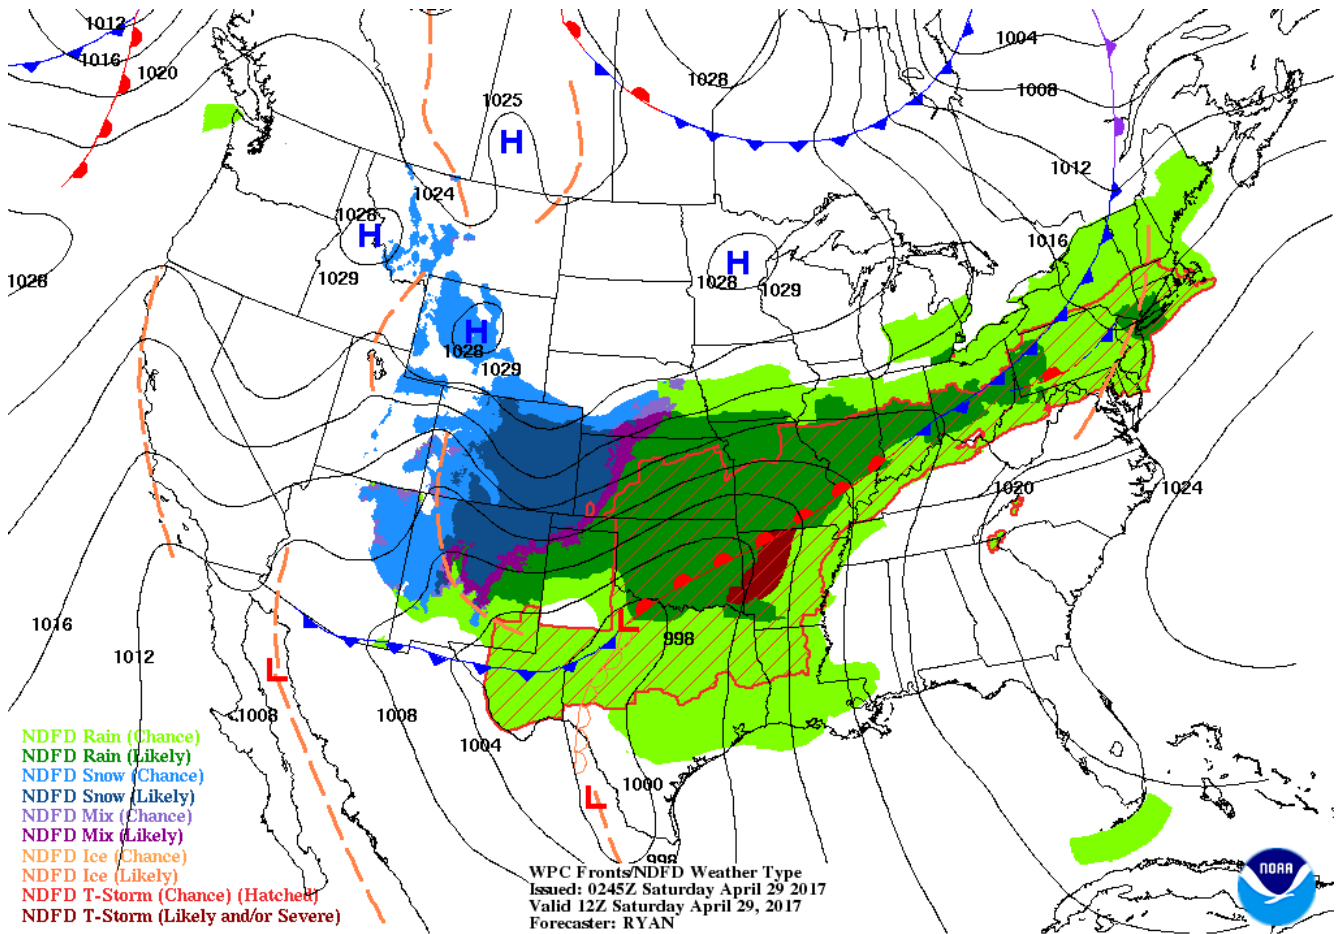 1012
1016
1020
1025
1028
1004
1008
1012
1024
1028
1016
1029
1028
1028
1029
1028
1029
1020
1024
1016
998
1012
1008
1008
1004
1000
998
H
H
H
H
L
L
L
NDFD Rain (Chance)
NDFD Rain (Likely)
NDFD Snow (Chance)
NDFD Snow (Likely)
NDFD Mix (Chance)
NDFD Mix (Likely)
NDFD Ice (Chance)
NDFD Ice (Likely)
NDFD T-Storm (Chance) (Hatched)
NDFD T-Storm (Likely and/or Severe)
WPC Fronts/NDFD Weather Type
Issued: 0245Z Saturday April 29 2017
Valid 12Z Saturday April 29, 2017
Forecaster: RYAN
NOAA